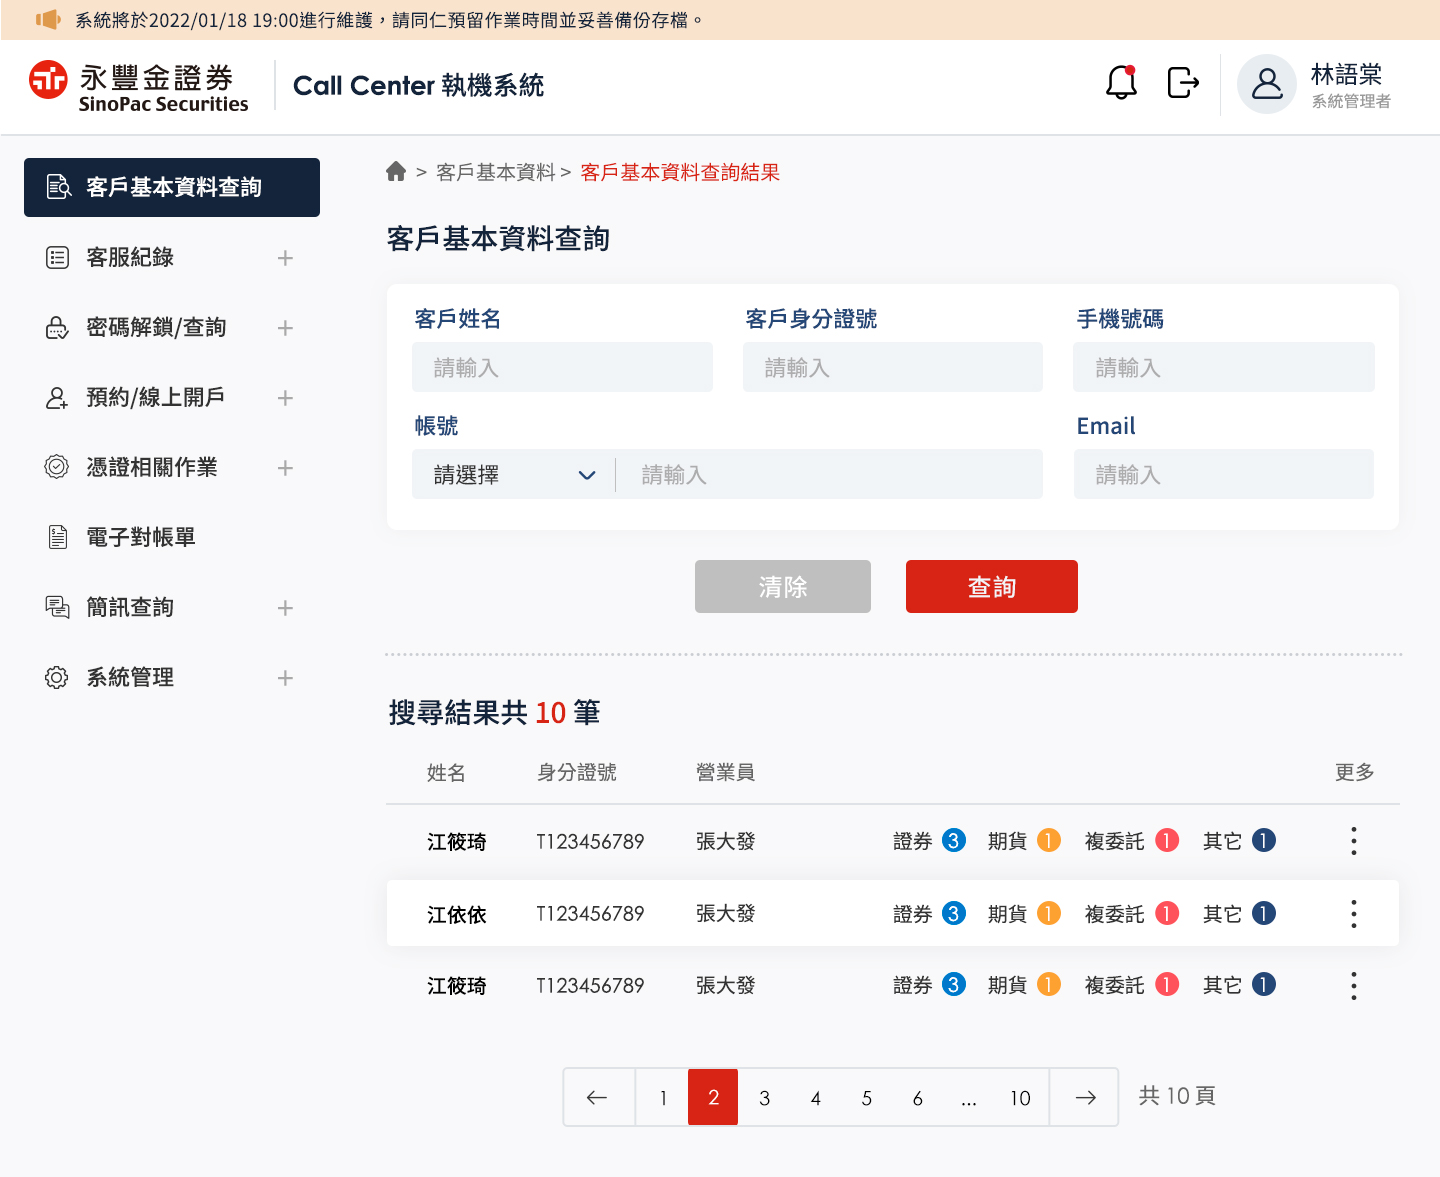 系統將於2022/01/18 19:00進行維護，請同仁預留作業時間並妥善備份存檔。
永豐金證券
SinoPac Securities
Call Center 執機系統
林語棠
系統管理者
客戶基本資料查詢
客服紀錄
密碼解鎖/查詢
預約/線上開戶
憑證相關作業
電子對帳單
簡訊查詢
系統管理
> 客戶基本資料 > 客戶基本資料查詢結果
客戶基本資料查詢
客戶姓名 客戶身分證號 手機號碼
請輸入 請輸入 請輸入
帳號 Email
請選擇 請輸入 請輸入
清除 查詢
搜尋結果共 10 筆
姓名 身分證號 營業員 更多
江筱琦 T123456789 張大發 證券 3 期貨 1 複委託 1 其它 1
江依依 T123456789 張大發 證券 3 期貨 1 複委託 1 其它 1
江筱琦 T123456789 張大發 證券 3 期貨 1 複委託 1 其它 1
← 1 2 3 4 5 6 ... 10 → 共 10 頁